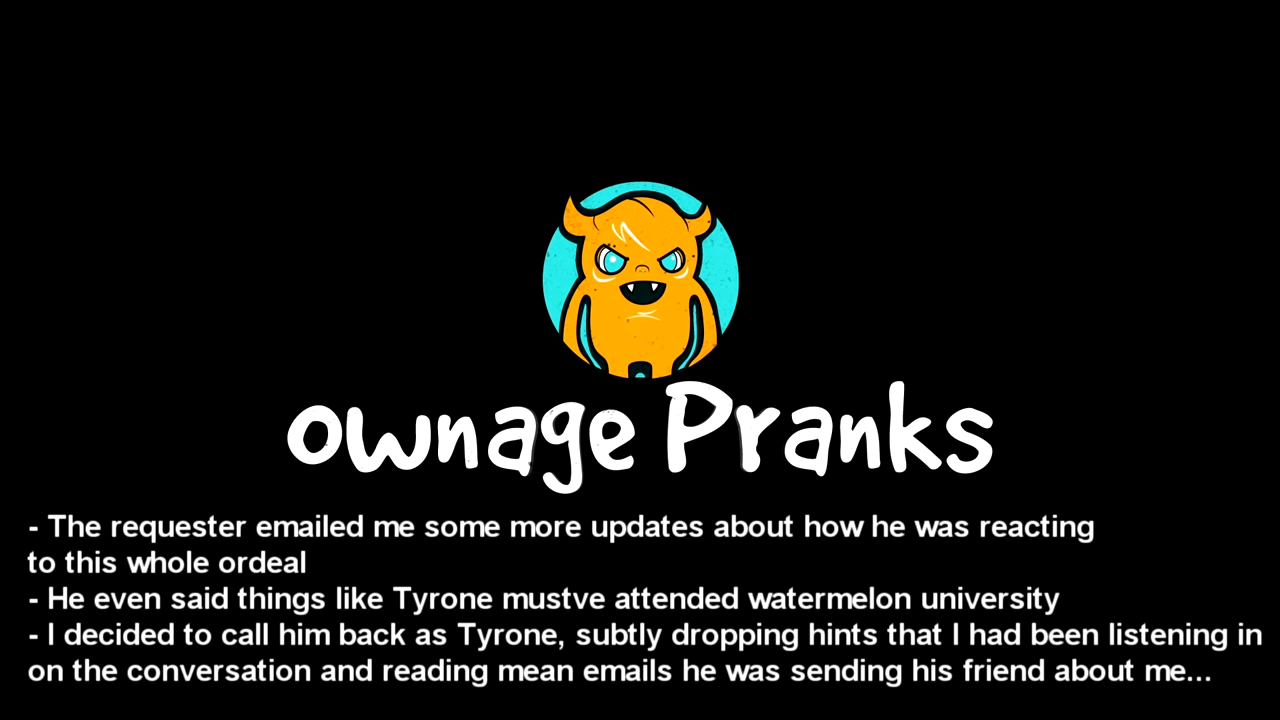 ownage Pranks
- The requester emailed me some more updates about how he was reacting
to this whole ordeal
- He even said things like Tyrone mustve attended watermelon university
- I decided to call him back as Tyrone, subtly dropping hints that I had been listening in
on the conversation and reading mean emails he was sending his friend about me...